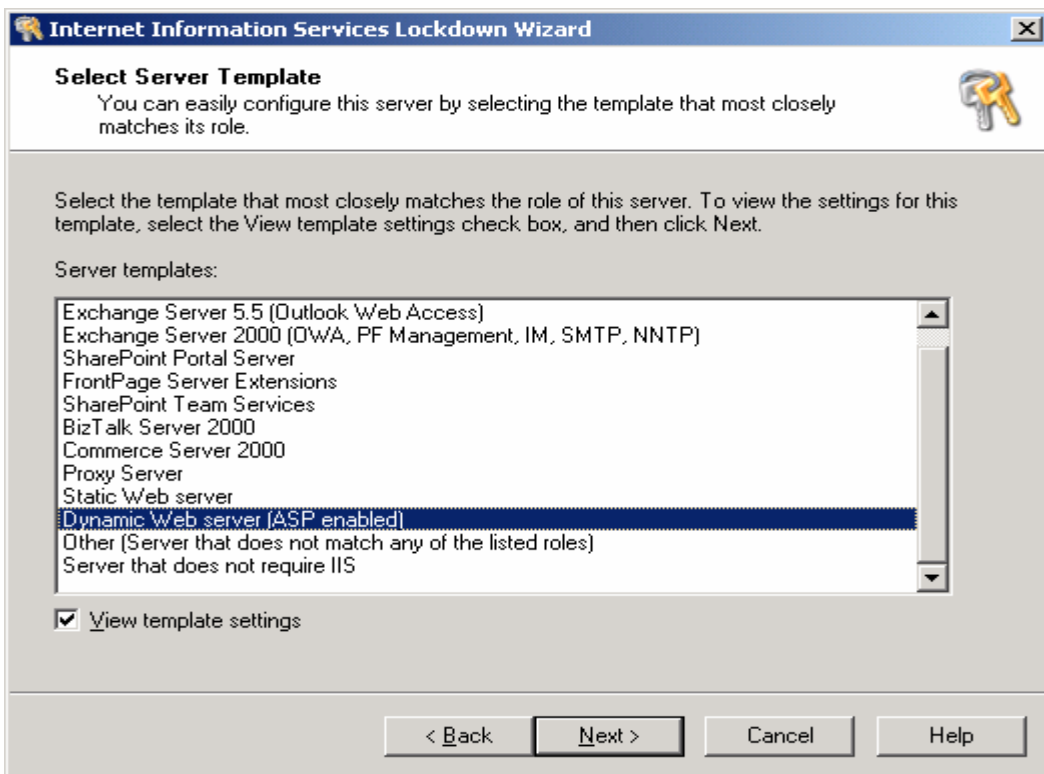 Internet Information Services Lockdown Wizard
Select Server Template
You can easily configure this server by selecting the template that most closely
matches its role.
Select the template that most closely matches the role of this server. To view the settings for this
template, select the View template settings check box, and then click Next.
Server templates:
Exchange Server 5.5 (Outlook Web Access)
Exchange Server 2000 (OWA, PF Management, IM, SMTP, NNTP)
SharePoint Portal Server
FrontPage Server Extensions
SharePoint Team Services
BizTalk Server 2000
Commerce Server 2000
Proxy Server
Static Web server
Dynamic Web server (ASP enabled)
Other (Server that does not match any of the listed roles)
Server that does not require IIS
View template settings
< Back Next > Cancel Help